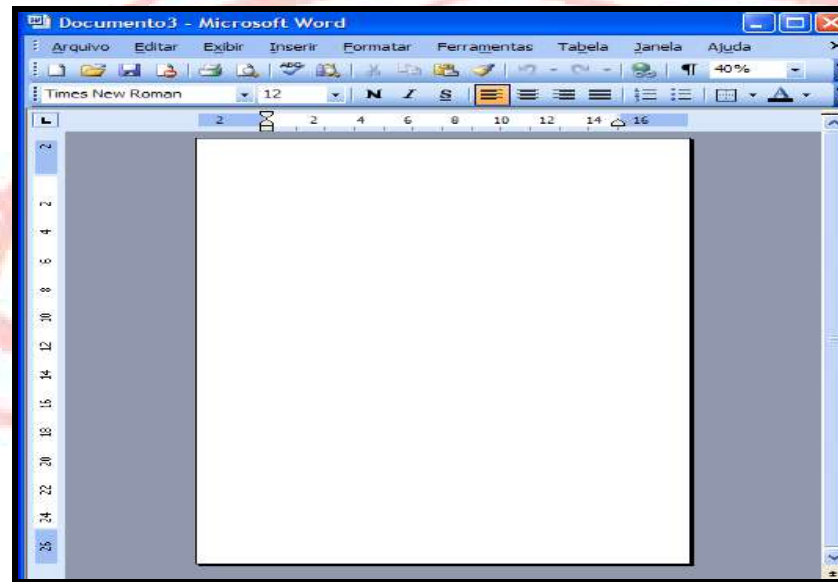 Documento3 - Microsoft Word
Arquivo Editar Exibir Inserir Formatar Ferramentas Tabela Janela Ajuda
ABC ¶ 40%
Times New Roman 12 N I S A
L 2 2 4 6 8 10 12 14 16
2
2
4
6
8
10
12
14
16
18
20
22
24
26